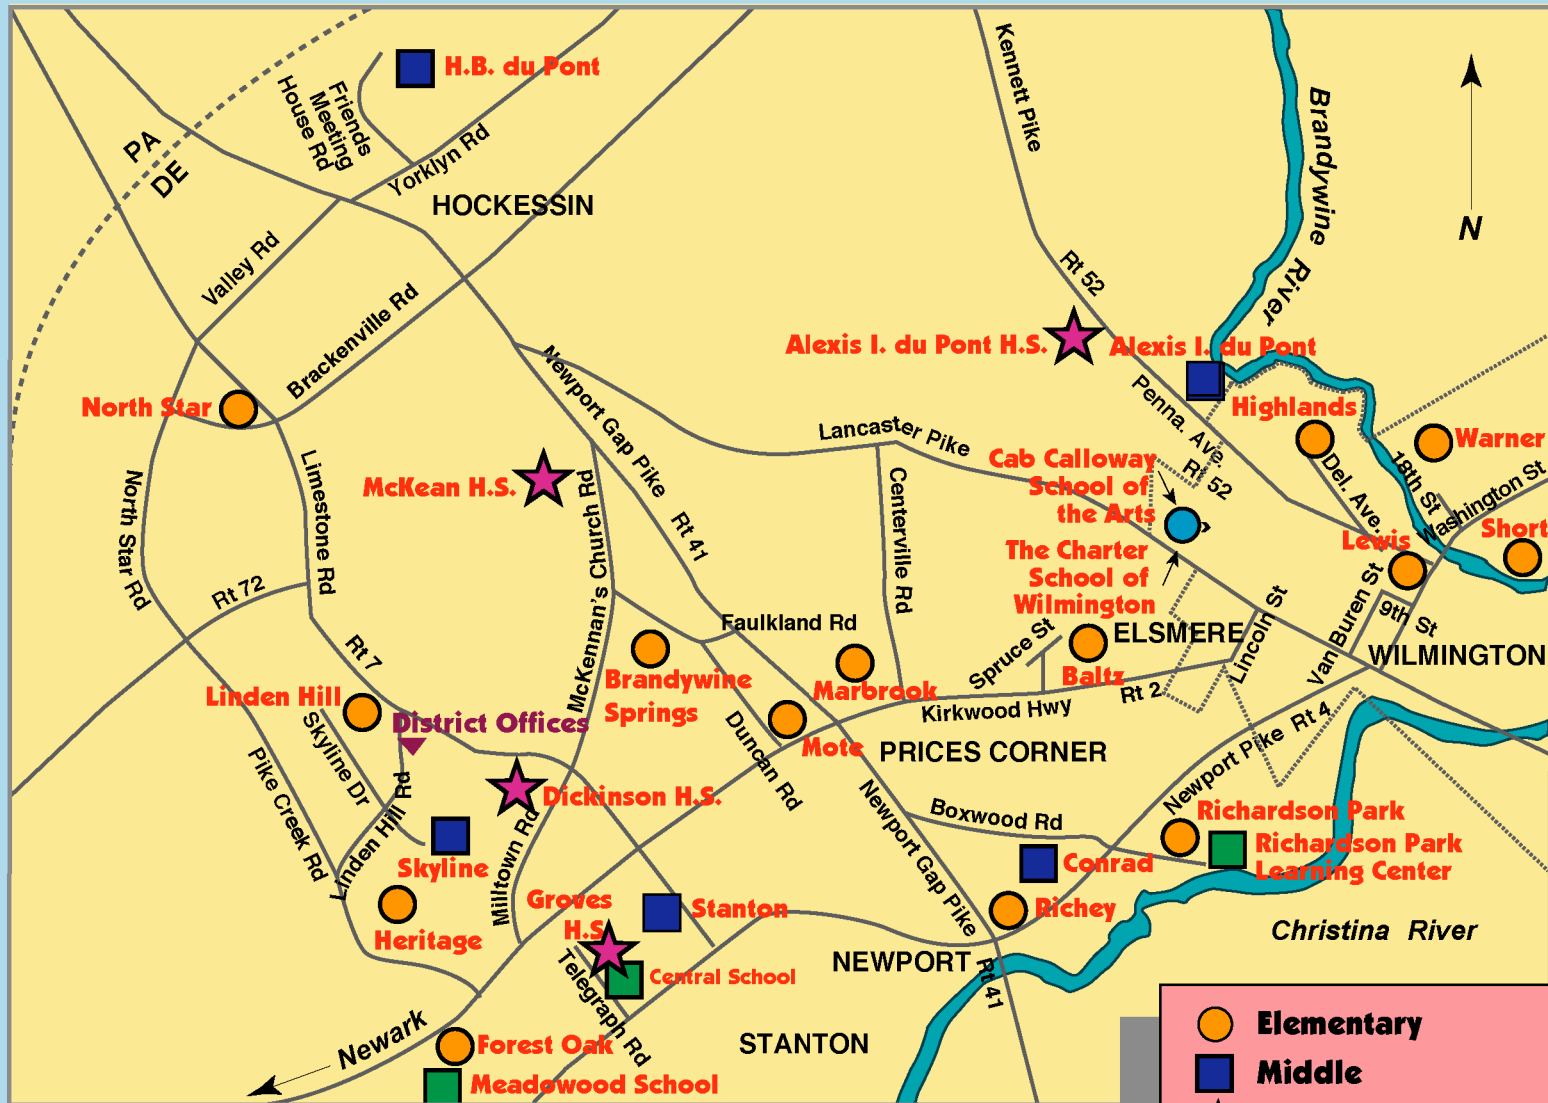 H.B. du Pont
Friends
Meeting
House Rd
Kennett Pike
Brandywine River
PA
DE
Yorklyn Rd
HOCKESSIN
N
Valley Rd
Rt 52
Brackenville Rd
Alexis I. du Pont H.S.
Alexis I. du Pont
Newport Gap Pike
Penna. Ave.
North Star
Highlands
Warner
Lancaster Pike
Cab Calloway
School of
the Arts
Rt 52
Del. Ave.
18th St
Washington St
McKean H.S.
North Star Rd
Limestone Rd
McKennan's Church Rd
Rt 41
Centerville Rd
Lewis
Short
The Charter
School of
Wilmington
Rt 72
Van Buren St
9th St
Lincoln St
Faulkland Rd
Spruce St
ELSMERE
WILMINGTON
Rt 7
Brandywine
Springs
Marbrook
Baltz
Rt 2
Linden Hill
District Offices
Skyline Dr
Kirkwood Hwy
Duncan Rd
Mote
PRICES CORNER
Newport Pike Rt 4
Pike Creek Rd
Linden Hill Rd
Dickinson H.S.
Milltown Rd
Newport Gap Pike
Boxwood Rd
Richardson Park
Richardson Park
Learning Center
Skyline
Conrad
Groves
H.S.
Stanton
Richey
Heritage
Christina River
NEWPORT
Rt 41
Telegraph Rd
Central School
Newark
Forest Oak
STANTON
Elementary
Meadowood School
Middle